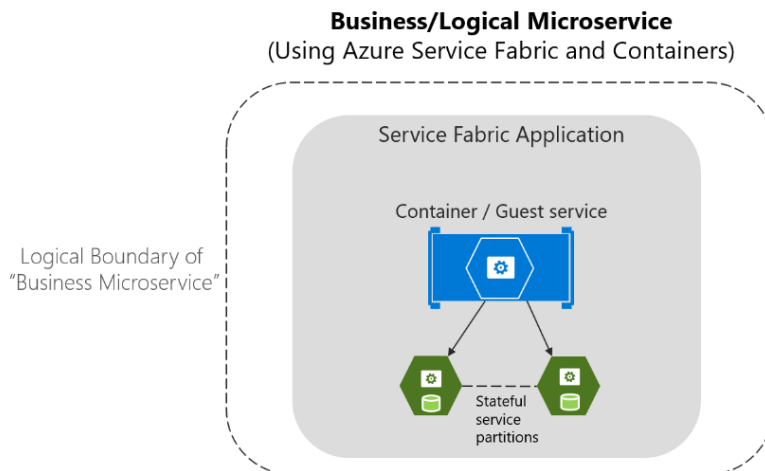 Business/Logical Microservice
(Using Azure Service Fabric and Containers)
Service Fabric Application
Container / Guest service
Logical Boundary of
"Business Microservice"
Stateful
service
partitions